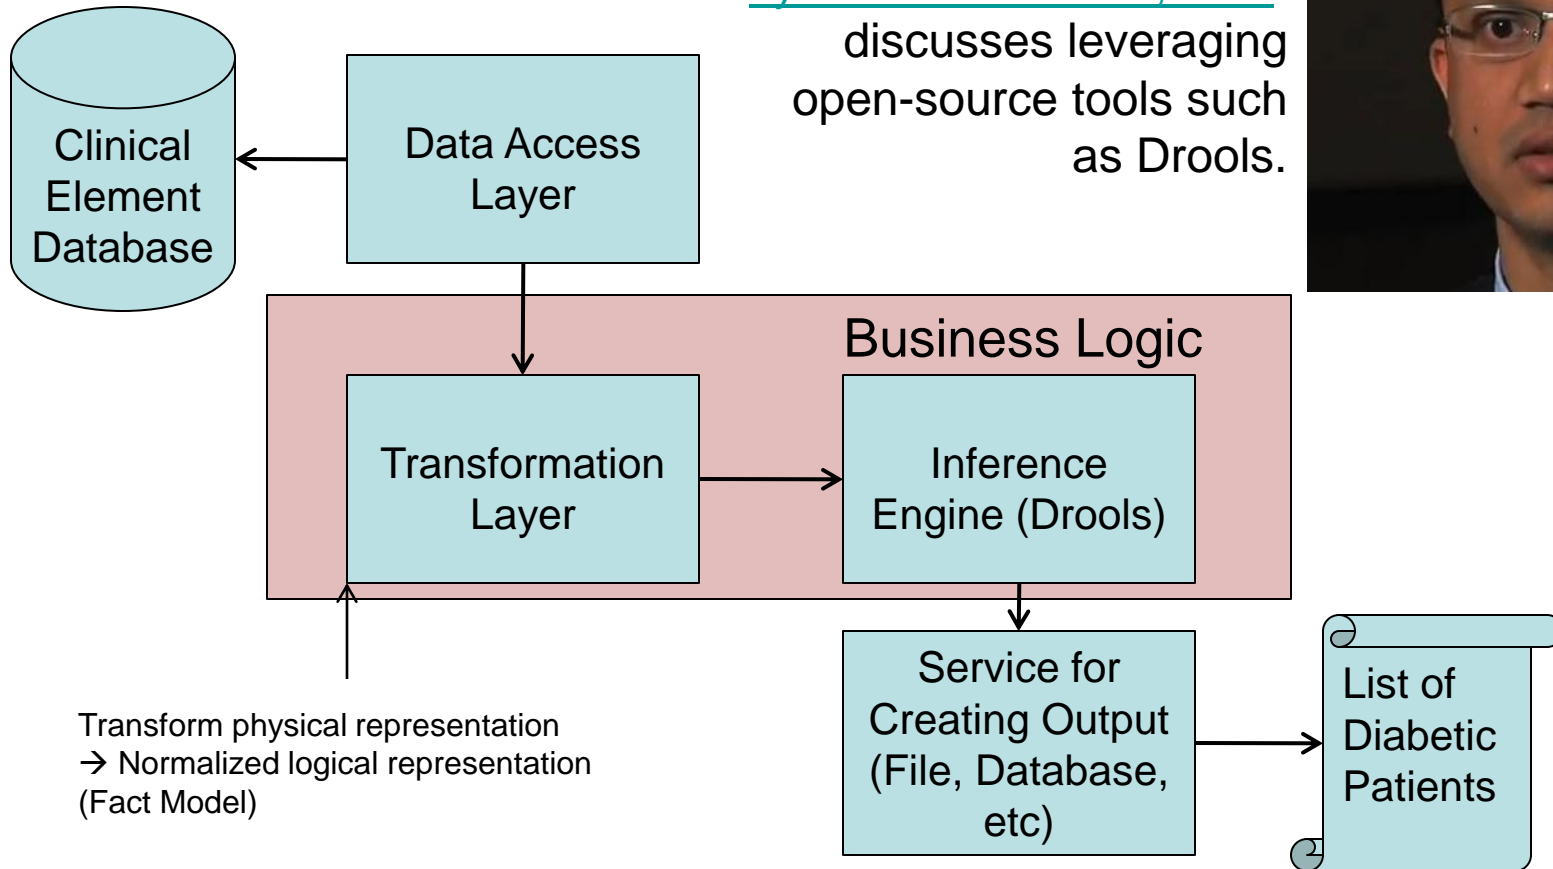 discusses leveraging
open-source tools such
as Drools.
Clinical
Element
Database
Data Access
Layer
Business Logic
Transformation
Layer
Inference
Engine (Drools)
Transform physical representation
→ Normalized logical representation
(Fact Model)
Service for
Creating Output
(File, Database,
etc)
List of
Diabetic
Patients